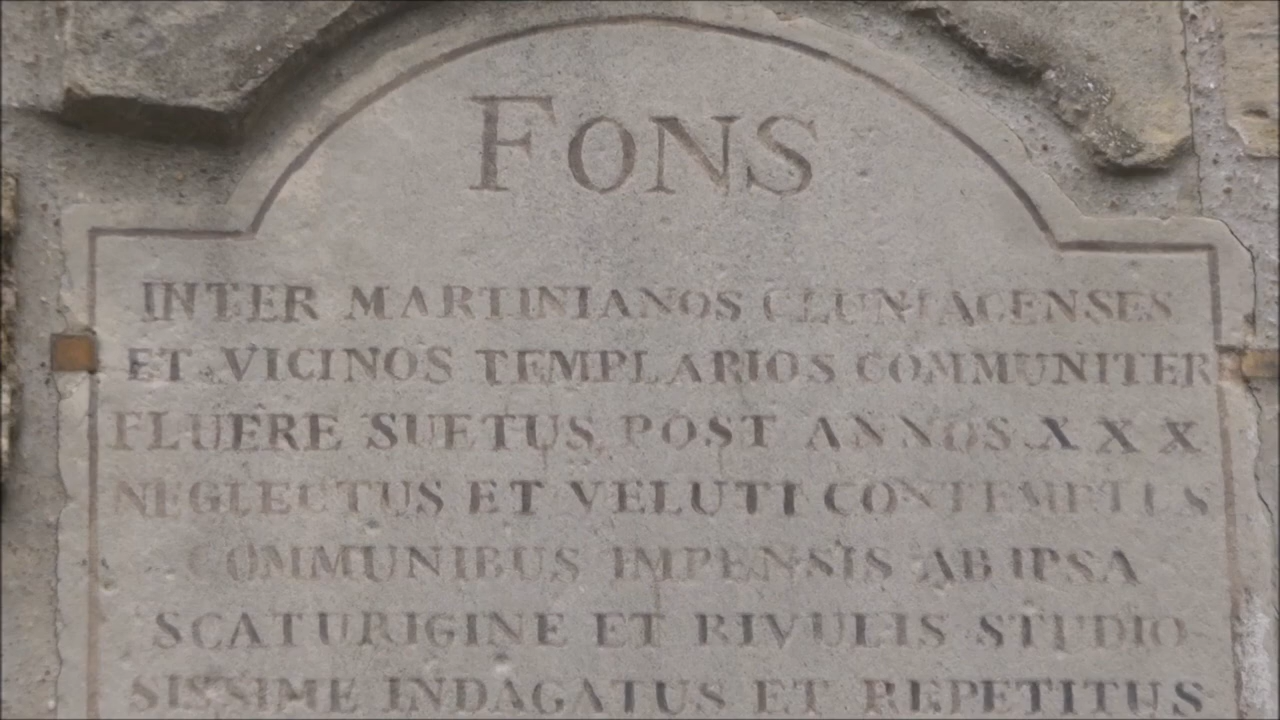 FONS
INTER MARTINIANOS CLUNIACENSES
ET VICINOS TEMPLARIOS COMMUNITER
FLUERE SUETUS POST ANNOS XXX
NEGLECTUS ET VELUTI CONTEMPTUS
COMMUNIBUS IMPENSIS AB IPSA
SCATURIGINE ET RIVULIS STUDIO-
SISSIME INDAGATUS ET REPETITUS